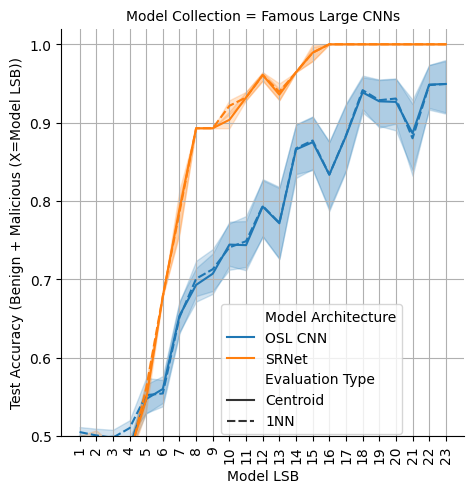 Model Collection = Famous Large CNNs
Test Accuracy (Benign + Malicious (X=Model LSB))
1.0
0.9
0.8
0.7
0.6
0.5
Model Architecture
OSL CNN
SRNet
Evaluation Type
Centroid
1NN
1 2 3 4 5 6 7 8 9 10 11 12 13 14 15 16 17 18 19 20 21 22 23
Model LSB